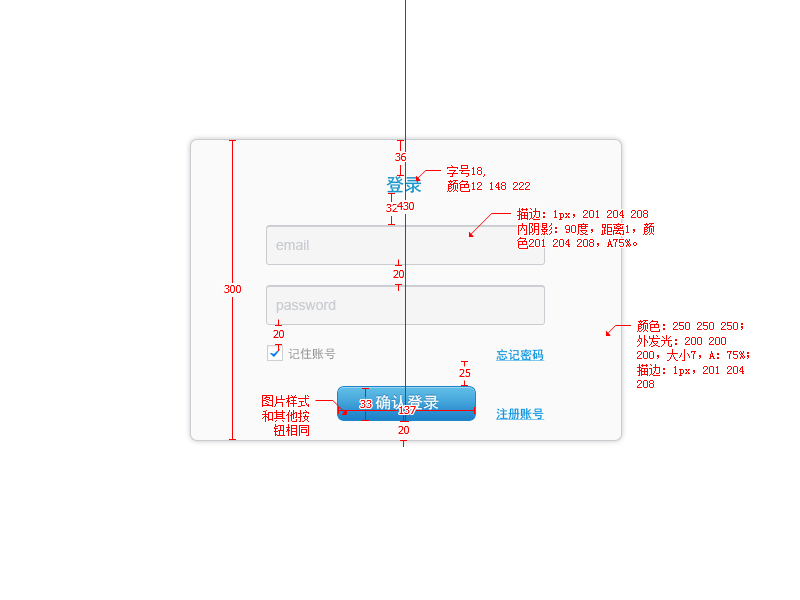 36
字号18，
颜色12 148 222
登录
32
430
描边：1px，201 204 208
内阴影：90度，距离1，颜
色201 204 208，A75%。
email
20
300
password
颜色：250 250 250；
外发光：200 200
200，大小7，A：75%；
描边：1px，201 204
208
20
记住账号
忘记密码
25
图片样式
和其他按
钮相同
33
确认登录
137
注册账号
20